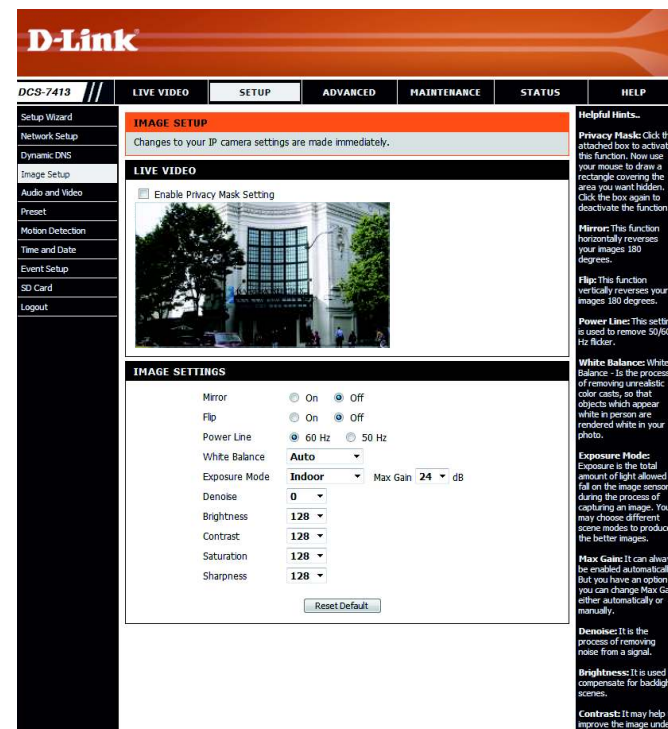 D-Link
DCS-7413 // LIVE VIDEO SETUP ADVANCED MAINTENANCE STATUS HELP
Setup Wizard
Network Setup
Dynamic DNS
Image Setup
Audio and Video
Preset
Motion Detection
Time and Date
Event Setup
SD Card
Logout
IMAGE SETUP
Changes to your IP camera settings are made immediately.
LIVE VIDEO
Enable Privacy Mask Setting
IMAGE SETTINGS
Mirror On Off
Flip On Off
Power Line 60 Hz 50 Hz
White Balance Auto
Exposure Mode Indoor Max Gain 24 dB
Denoise 0
Brightness 128
Contrast 128
Saturation 128
Sharpness 128
Reset Default
Helpful Hints..
Privacy Mask: Click th
attached box to activat
this function. Now use
your mouse to draw a
rectangle covering the
area you want hidden.
Click the box again to
deactivate the function
Mirror: This function
horizontally reverses
your images 180
degrees.
Flip: This function
vertically reverses your
images 180 degrees.
Power Line: This settin
is used to remove 50/60
Hz flicker.
White Balance: White
Balance - Is the process
of removing unrealistic
color casts, so that
objects which appear
white in person are
rendered white in your
photo.
Exposure Mode:
Exposure is the total
amount of light allowed
fall on the image sensor
during the process of
capturing an image. You
may choose different
scene modes to produce
the better images.
Max Gain: It can alwa
be enabled automaticall
But you have an option
you can change Max Ga
either automatically or
manually.
Denoise: It is the
process of removing
noise from a signal.
Brightness: It is used
compensate for backligh
scenes.
Contrast: It may help
improve the image unde